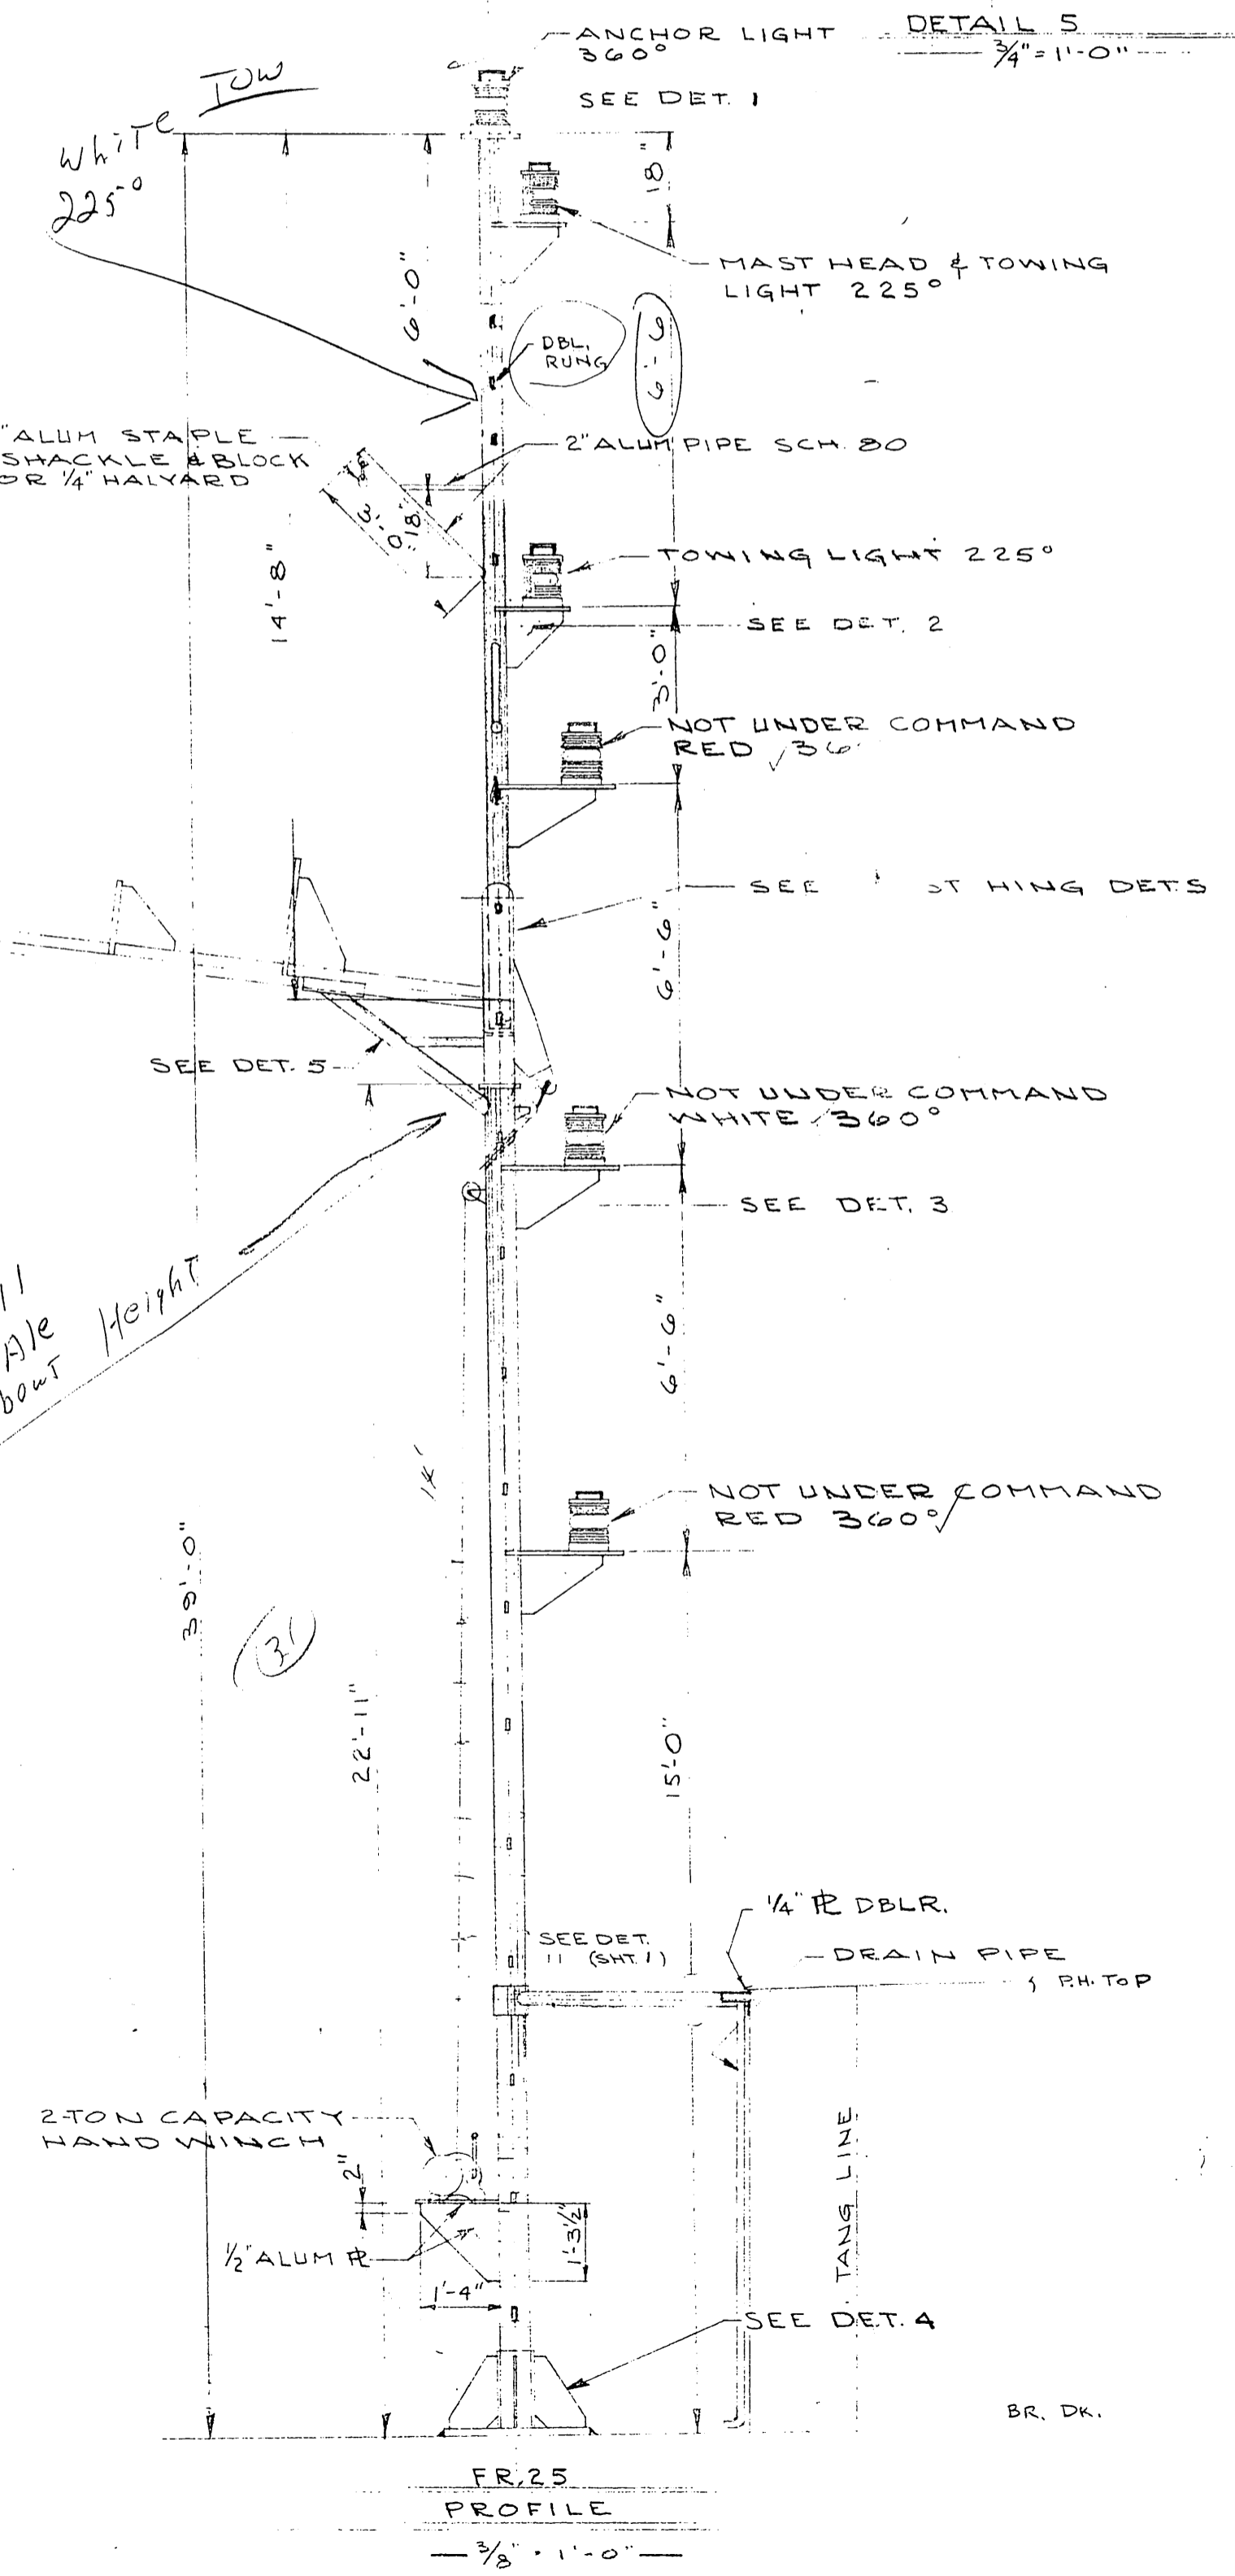 DETAIL 5
3/4" = 1'-0"
ANCHOR LIGHT
360°
SEE DET. 1
TOW
White
225°
18"
MAST HEAD & TOWING
LIGHT 225°
6'-0"
6'-6
DBL.
RUNG
"ALUM STAPLE
SHACKLE & BLOCK
OR 1/4" HALYARD
2" ALUM PIPE SCH. 80
3'-0
18"
14'-8"
TOWING LIGHT 225°
SEE DET. 2
3'-0"
NOT UNDER COMMAND
RED 36
SEE HING DETS
6'-6"
SEE DET. 5
NOT UNDER COMMAND
WHITE 360°
SEE DET. 3
Height
6'-6"
14'
NOT UNDER COMMAND
RED 360°
39'-0"
31
22'-11"
15'-0"
1/4" PL DBLR.
SEE DET.
11 (SHT. 1)
DRAIN PIPE
P.H. TOP
2-TON CAPACITY
HAND WINCH
2"
1/2" ALUM PL
1'-3 1/2"
1'-4"
TANG LINE
SEE DET. 4
BR. DK.
FR. 25
PROFILE
3/8" · 1'-0"